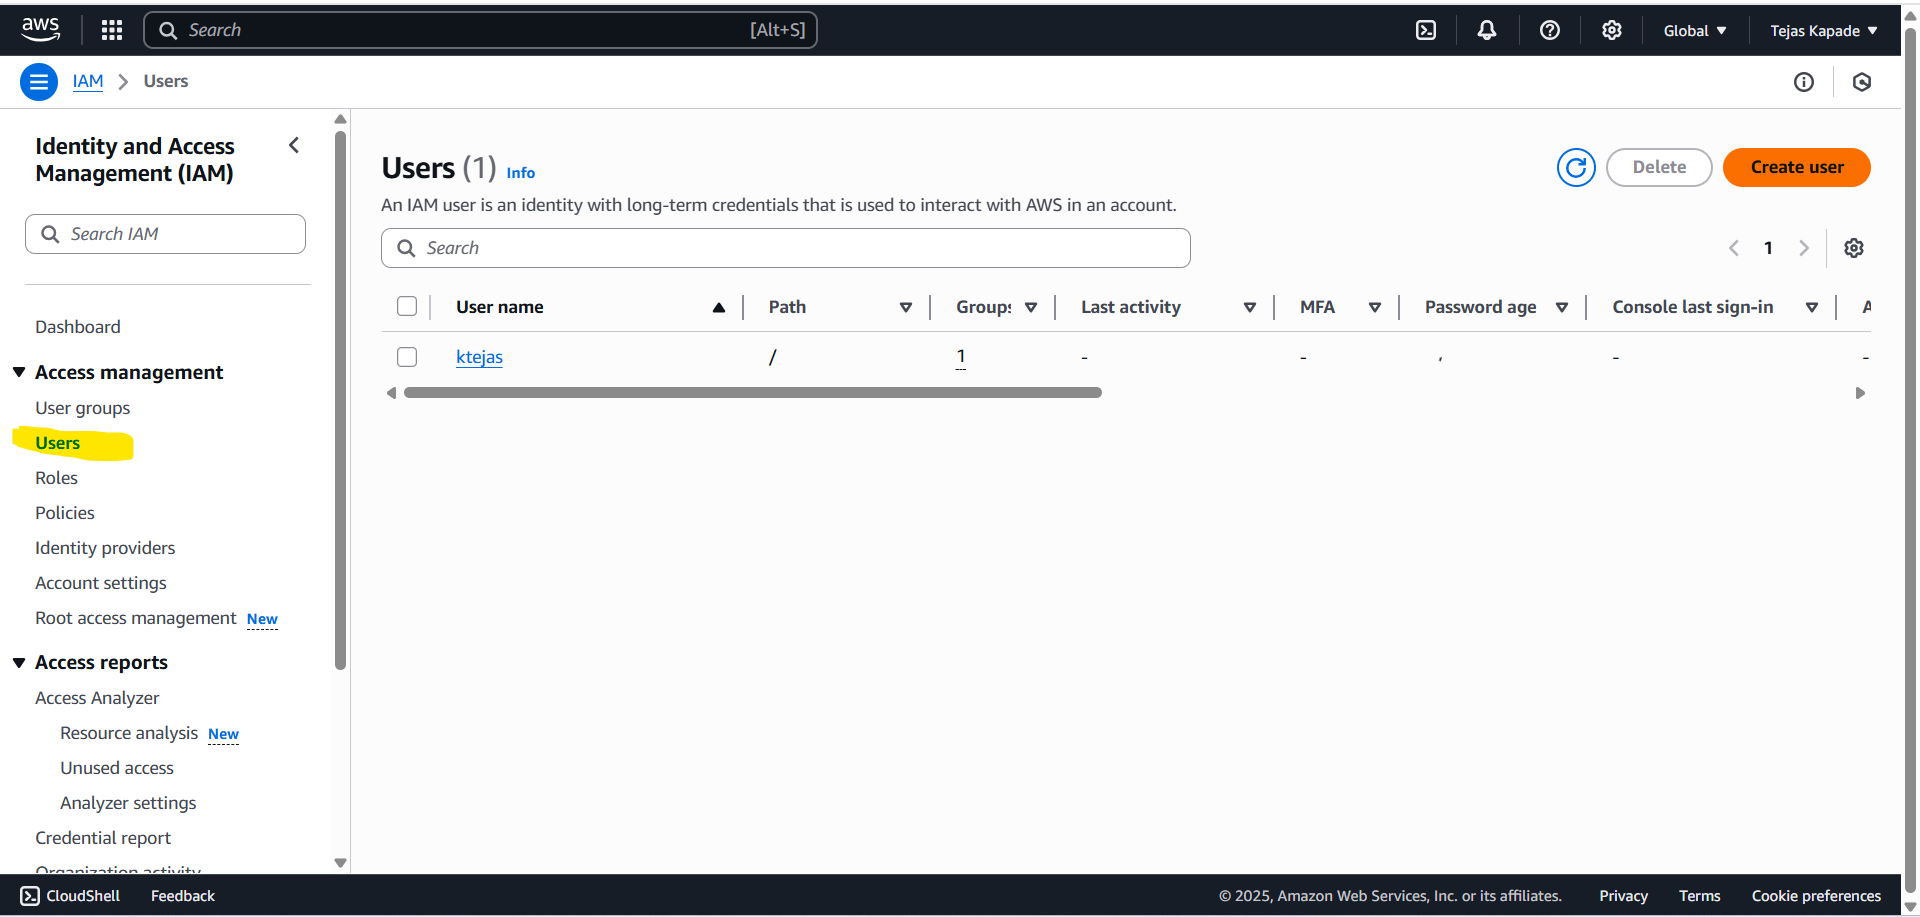 aws
Search [Alt+S]
Global Tejas Kapade
IAM Users
Identity and Access
Management (IAM)
Search IAM
Dashboard
Access management
User groups
Users
Roles
Policies
Identity providers
Account settings
Root access management New
Access reports
Access Analyzer
Resource analysis New
Unused access
Analyzer settings
Credential report
Organization activity
Users (1) Info
Delete
Create user
An IAM user is an identity with long-term credentials that is used to interact with AWS in an account.
Search
1
User name Path Groups Last activity MFA Password age Console last sign-in A
ktejas / 1 - - - -
CloudShell Feedback
© 2025, Amazon Web Services, Inc. or its affiliates. Privacy Terms Cookie preferences